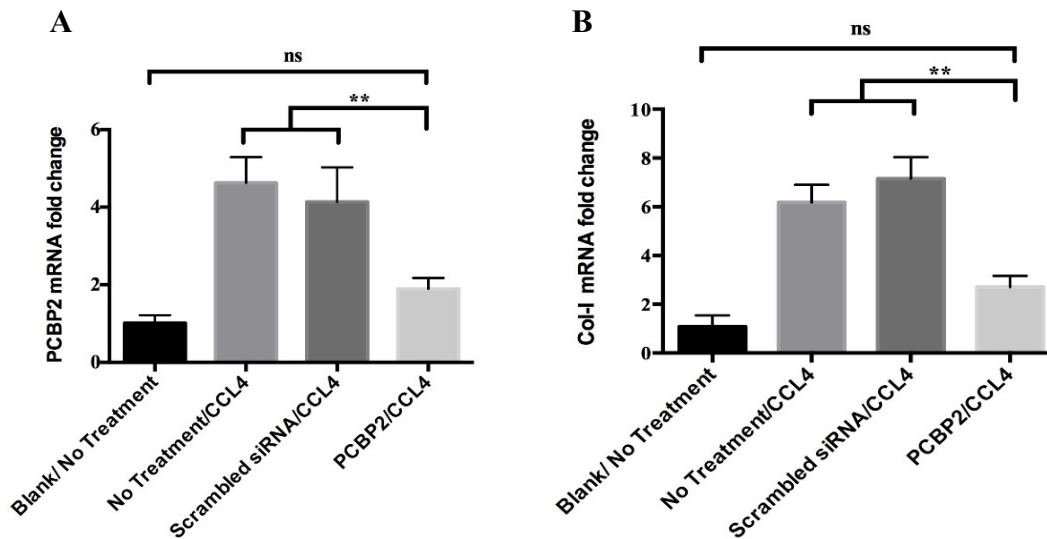 A
ns
**
PCBP2 mRNA fold change
6
4
2
0
Blank/ No Treatment
No Treatment/CCL4
Scrambled siRNA/CCL4
PCBP2/CCL4
B
ns
**
Col-I mRNA fold change
10
8
6
4
2
0
Blank/ No Treatment
No Treatment/CCL4
Scrambled siRNA/CCL4
PCBP2/CCL4